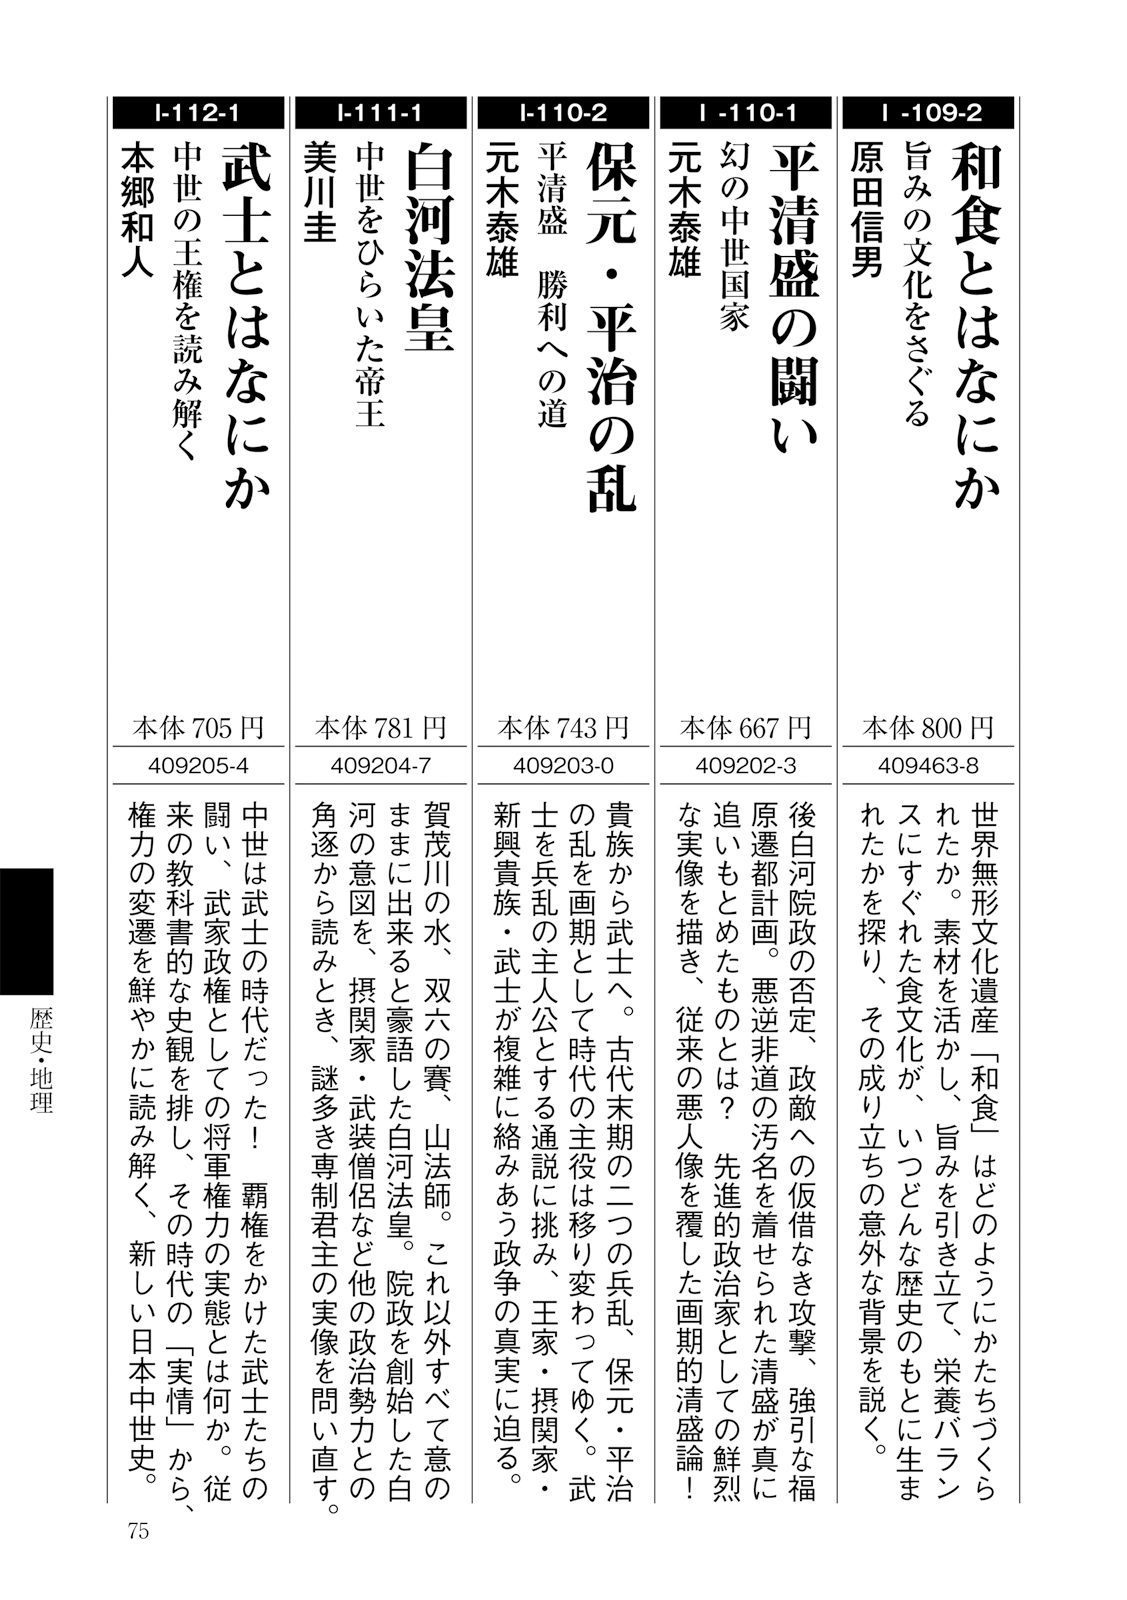 I-109-2
和食とはなにか
旨みの文化をさぐる
原田信男
本体800円
409463-8
世界無形文化遺産「和食」はどのようにかたちづくら
れたか。素材を活かし、旨みを引き立て、栄養バラン
スにすぐれた食文化が、いつどんな歴史のもとに生ま
れたかを探り、その成り立ちの意外な背景を説く。
I-110-1
平清盛の闘い
幻の中世国家
元木泰雄
本体667円
409202-3
後白河院政の否定、政敵への仮借なき攻撃、強引な福
原遷都計画。悪逆非道の汚名を着せられた清盛が真に
追いもとめたものとは？　先進的政治家としての鮮烈
な実像を描き、従来の悪人像を覆した画期的清盛論！
I-110-2
保元・平治の乱
平清盛　勝利への道
元木泰雄
本体743円
409203-0
貴族から武士へ。古代末期の二つの兵乱、保元・平治
の乱を画期として時代の主役は移り変わってゆく。武
士を兵乱の主人公とする通説に挑み、王家・摂関家・
新興貴族・武士が複雑に絡みあう政争の真実に迫る。
I-111-1
白河法皇
中世をひらいた帝王
美川圭
本体781円
409204-7
賀茂川の水、双六の賽、山法師。これ以外すべて意の
ままに出来ると豪語した白河法皇。院政を創始した白
河の意図を、摂関家・武装僧侶など他の政治勢力との
角逐から読みとき、謎多き専制君主の実像を問い直す。
I-112-1
武士とはなにか
中世の王権を読み解く
本郷和人
本体705円
409205-4
中世は武士の時代だった！　覇権をかけた武士たちの
闘い、武家政権としての将軍権力の実態とは何か。従
来の教科書的な史観を排し、その時代の「実情」から、
権力の変遷を鮮やかに読み解く、新しい日本中世史。
歴史・地理
75